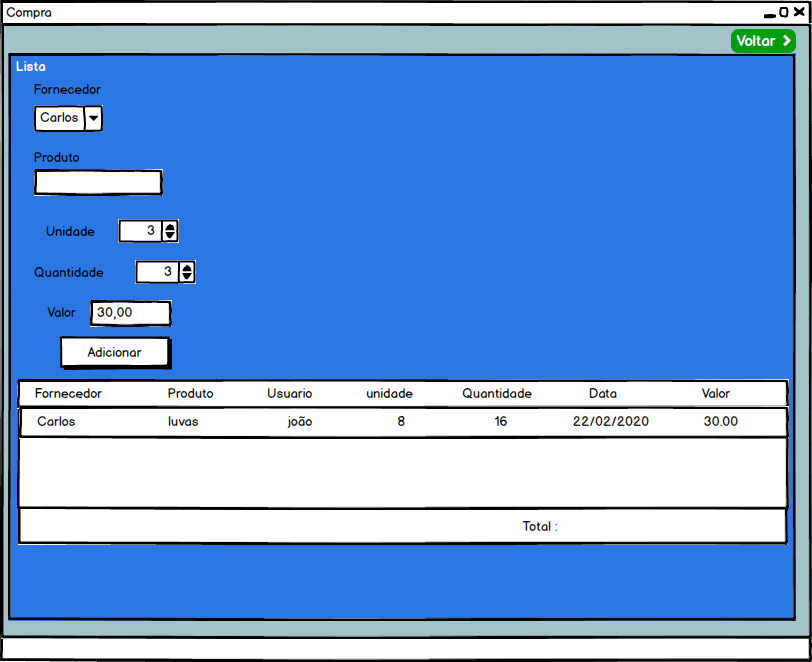 Compra
Voltar
Lista
Fornecedor
Carlos
Produto
Unidade 3
Quantidade 3
Valor 30,00
Adicionar
Fornecedor Produto Usuario unidade Quantidade Data Valor
Carlos luvas joão 8 16 22/02/2020 30.00
Total :